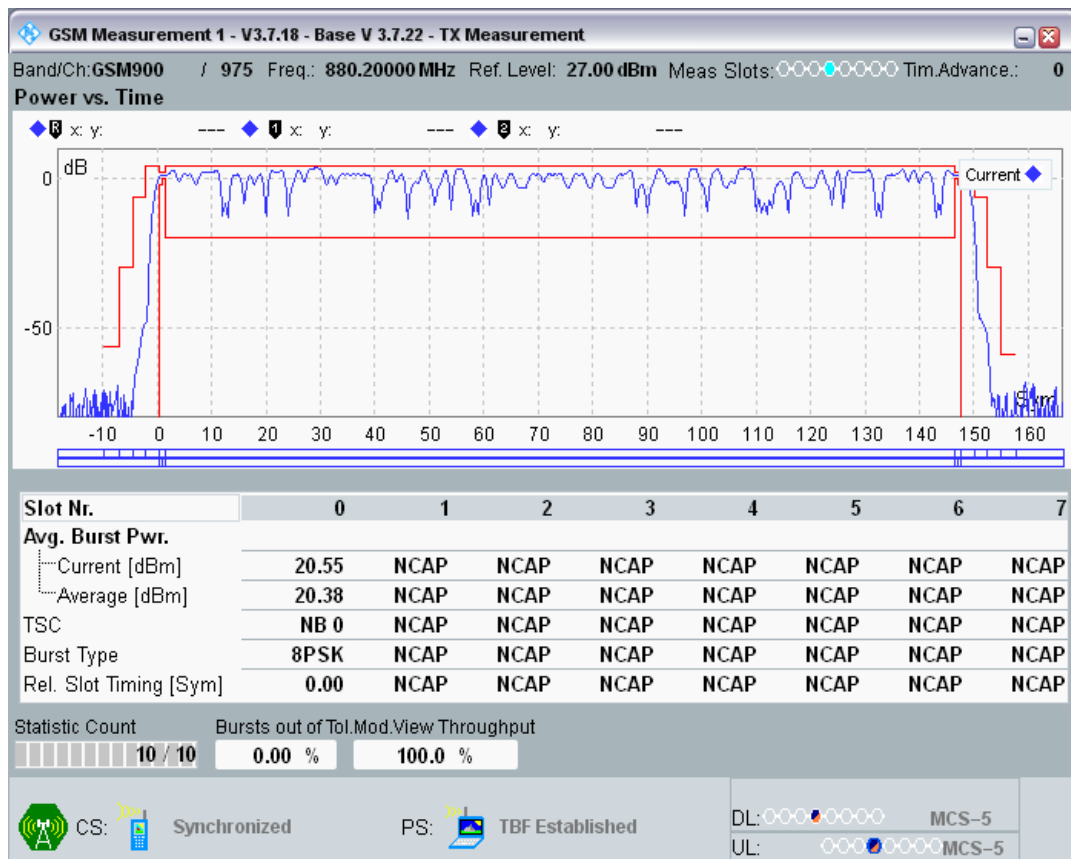 GSM Measurement 1 - V3.7.18 - Base V 3.7.22 - TX Measurement
Band/Ch:GSM900 / 975 Freq.: 880.20000 MHz Ref. Level: 27.00 dBm Meas Slots: Tim.Advance.: 0
Power vs. Time
R x: y: --- 1 x: y: --- 2 x: y: ---
dB
0
Current
-50
Sym
-10 0 10 20 30 40 50 60 70 80 90 100 110 120 130 140 150 160
Slot Nr. 0 1 2 3 4 5 6 7
Avg. Burst Pwr.
Current [dBm] 20.55 NCAP NCAP NCAP NCAP NCAP NCAP NCAP
Average [dBm] 20.38 NCAP NCAP NCAP NCAP NCAP NCAP NCAP
TSC NB 0 NCAP NCAP NCAP NCAP NCAP NCAP NCAP
Burst Type 8PSK NCAP NCAP NCAP NCAP NCAP NCAP NCAP
Rel. Slot Timing [Sym] 0.00 NCAP NCAP NCAP NCAP NCAP NCAP NCAP
Statistic Count Bursts out of Tol.Mod.View Throughput
10 / 10 0.00 % 100.0 %
CS: Synchronized PS: TBF Established
DL: MCS-5
UL: MCS-5